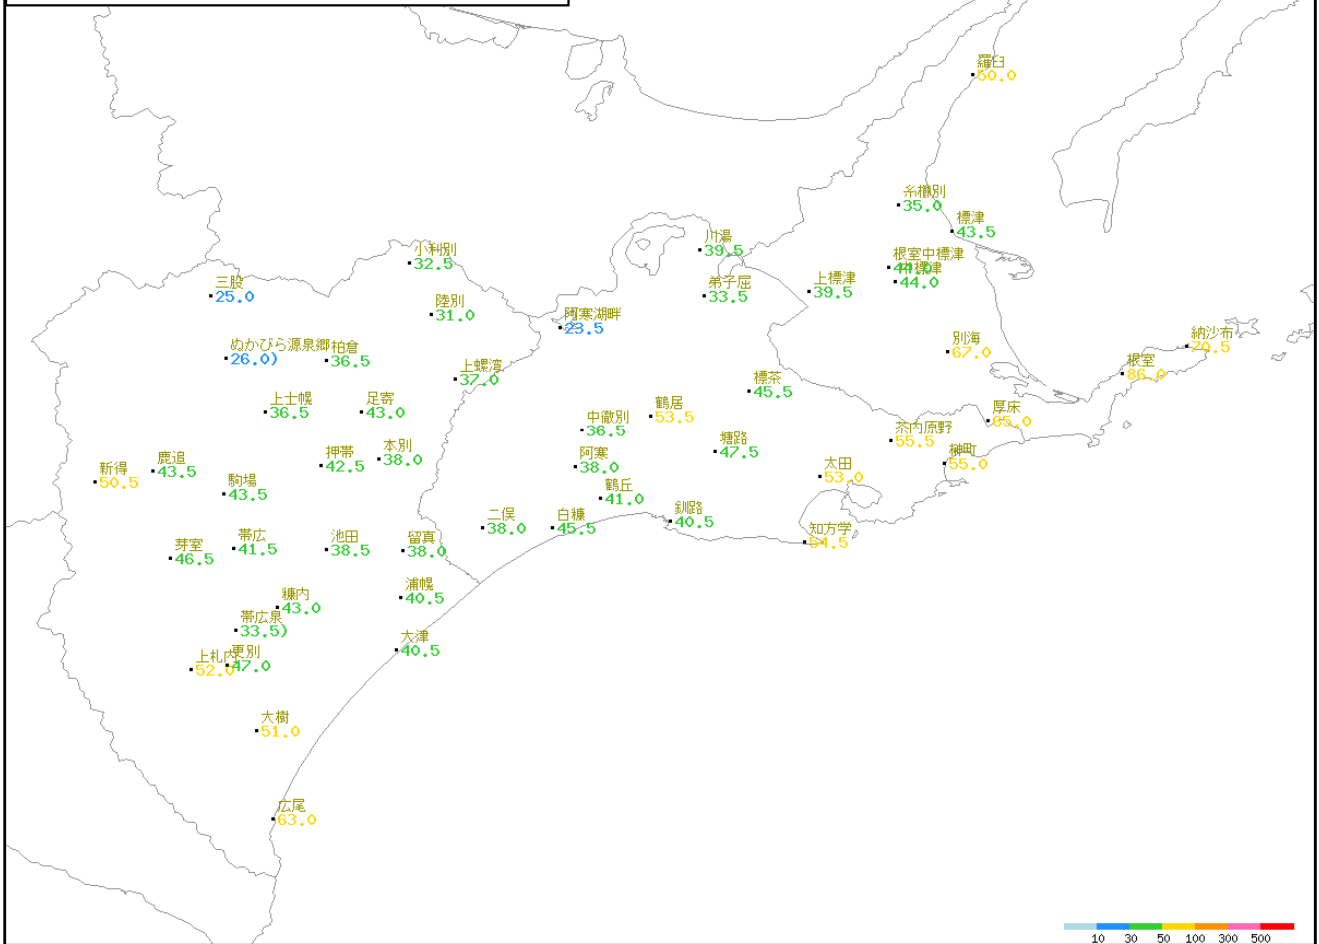 羅臼
50.0
糸櫛別
35.0
標津
43.5
川湯
39.5
小利別
32.5
根室中標津
中標津
44.0
三股
25.0
弟子屈
33.5
上標津
39.5
陸別
31.0
阿寒湖畔
23.5
納沙布
70.5
ぬかびら源泉郷
26.0)
柏倉
36.5
別海
67.0
根室
86.0
上螺湾
37.0
標茶
45.5
上士幌
36.5
足寄
43.0
鶴居
53.5
厚床
65.0
中徹別
36.5
茶内原野
55.5
塘路
47.5
本別
38.0
押帯
42.5
鹿追
43.5
新得
50.5
阿寒
38.0
太田
53.0
榊町
55.0
駒場
43.5
鶴丘
41.0
二俣
38.0
白糠
45.5
釧路
40.5
知方学
54.5
芽室
46.5
帯広
41.5
池田
38.5
留真
38.0
浦幌
40.5
糠内
43.0
帯広泉
33.5)
大津
40.5
上札内
52.0
更別
47.0
大樹
51.0
広尾
63.0
10 30 50 100 300 500